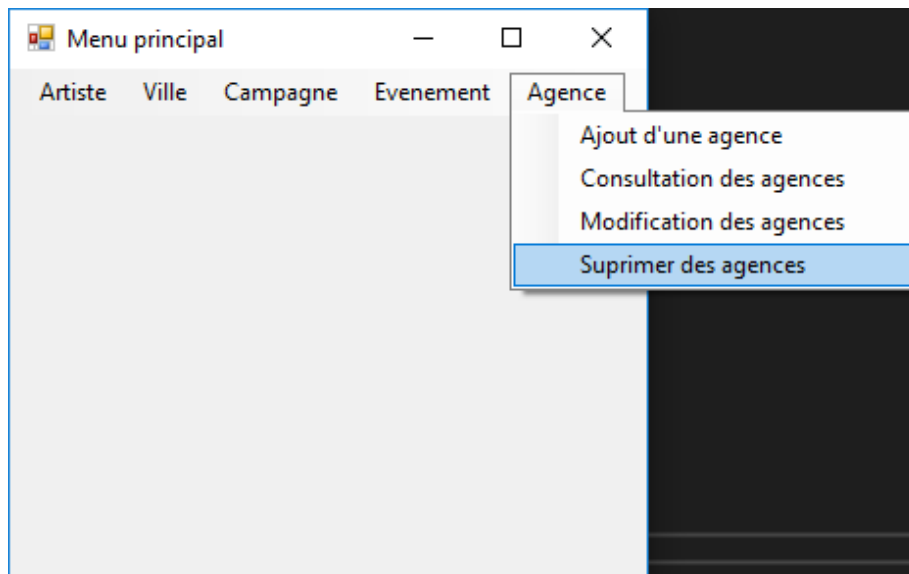 Menu principal
Artiste Ville Campagne Evenement Agence
Ajout d'une agence
Consultation des agences
Modification des agences
Suprimer des agences